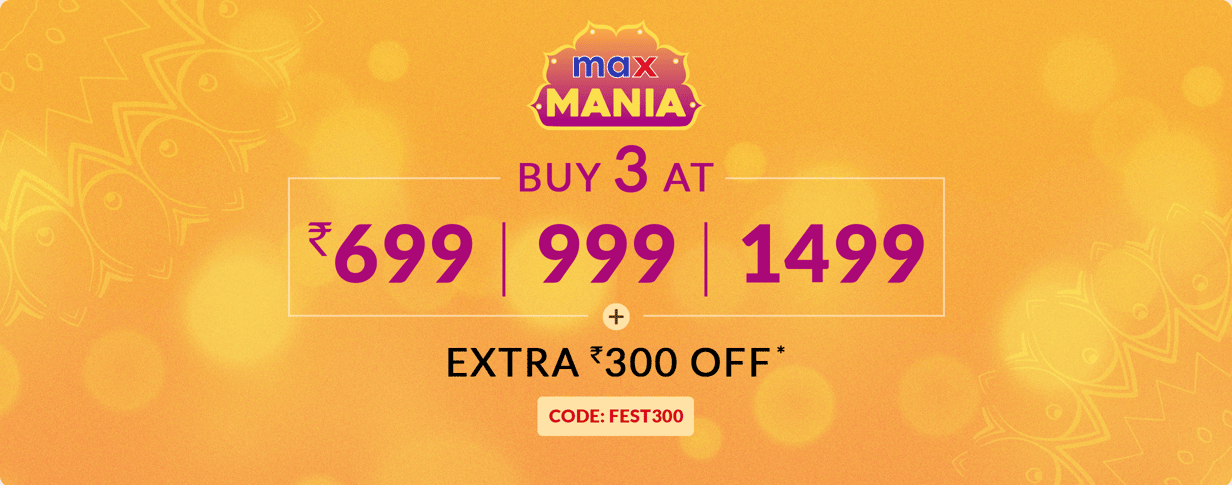 max
MANIA
BUY 3 AT
₹699 | 999 | 1499
+
EXTRA ₹300 OFF*
CODE: FEST300